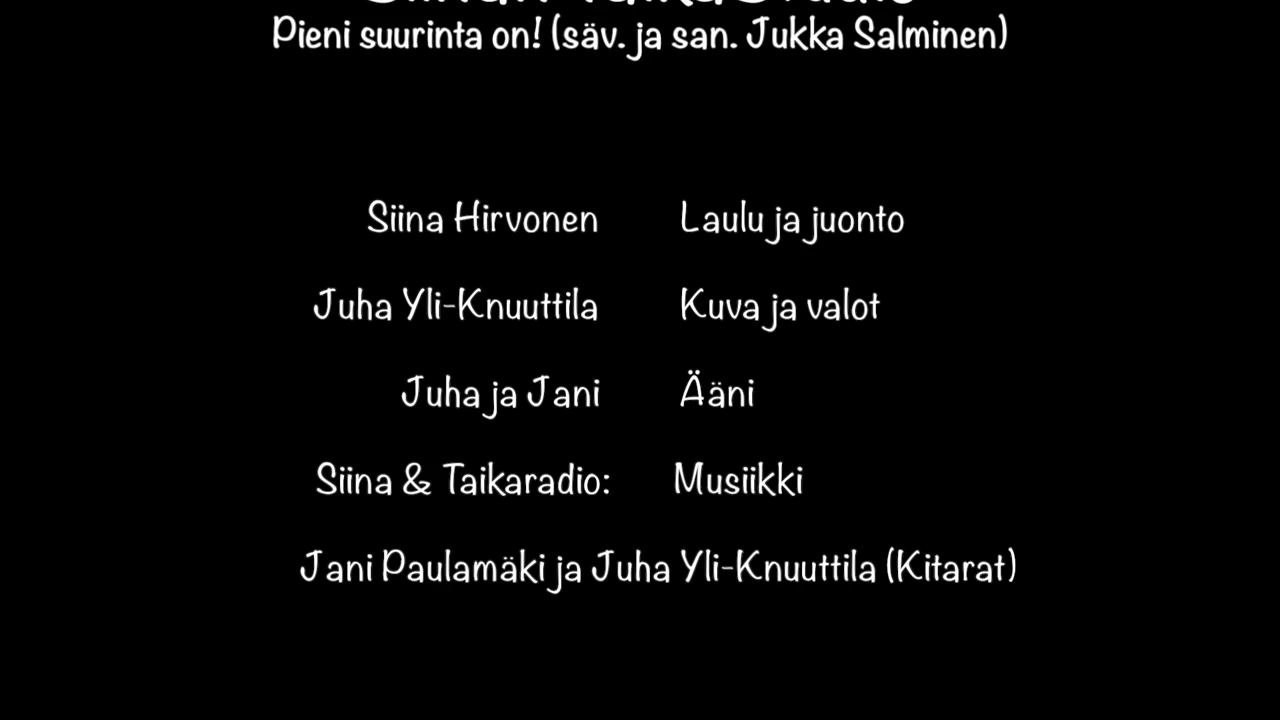 Pieni suurinta on! (säv. ja san. Jukka Salminen)
Siina Hirvonen Laulu ja juonto
Juha Yli-Knuuttila Kuva ja valot
Juha ja Jani Ääni
Siina & Taikaradio: Musiikki
Jani Paulamäki ja Juha Yli-Knuuttila (Kitarat)